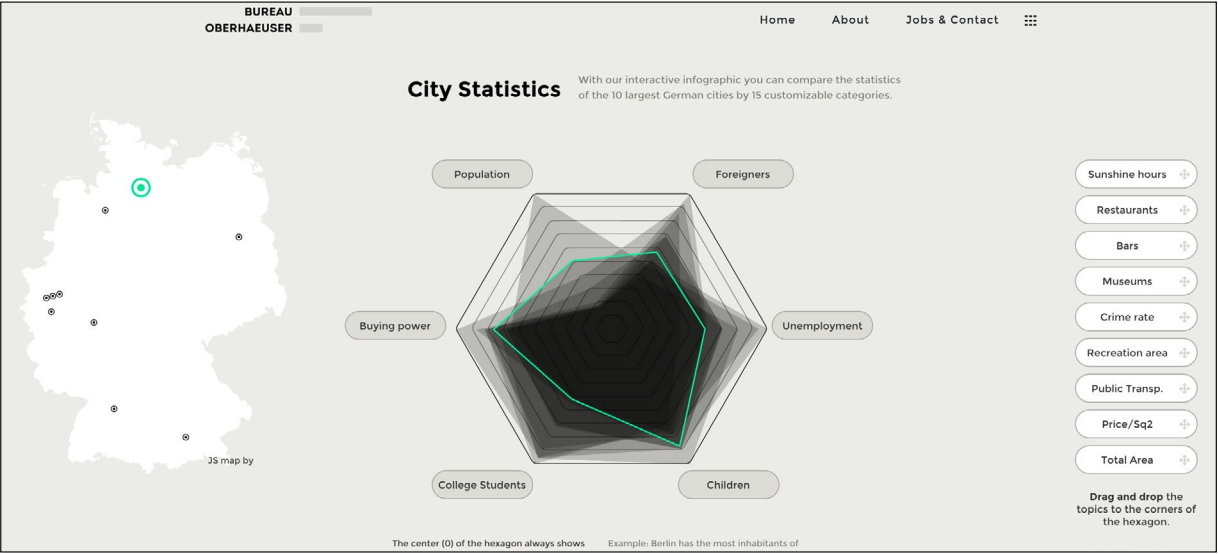 BUREAU
OBERHAEUSER
Home About Jobs & Contact
City Statistics
With our interactive infographic you can compare the statistics
of the 10 largest German cities by 15 customizable categories.
Population
Foreigners
Buying power
Unemployment
College Students
Children
Sunshine hours
Restaurants
Bars
Museums
Crime rate
Recreation area
Public Transp.
Price/Sq2
Total Area
Drag and drop the
topics to the corners of
the hexagon.
JS map by
The center (0) of the hexagon always shows
Example: Berlin has the most inhabitants of